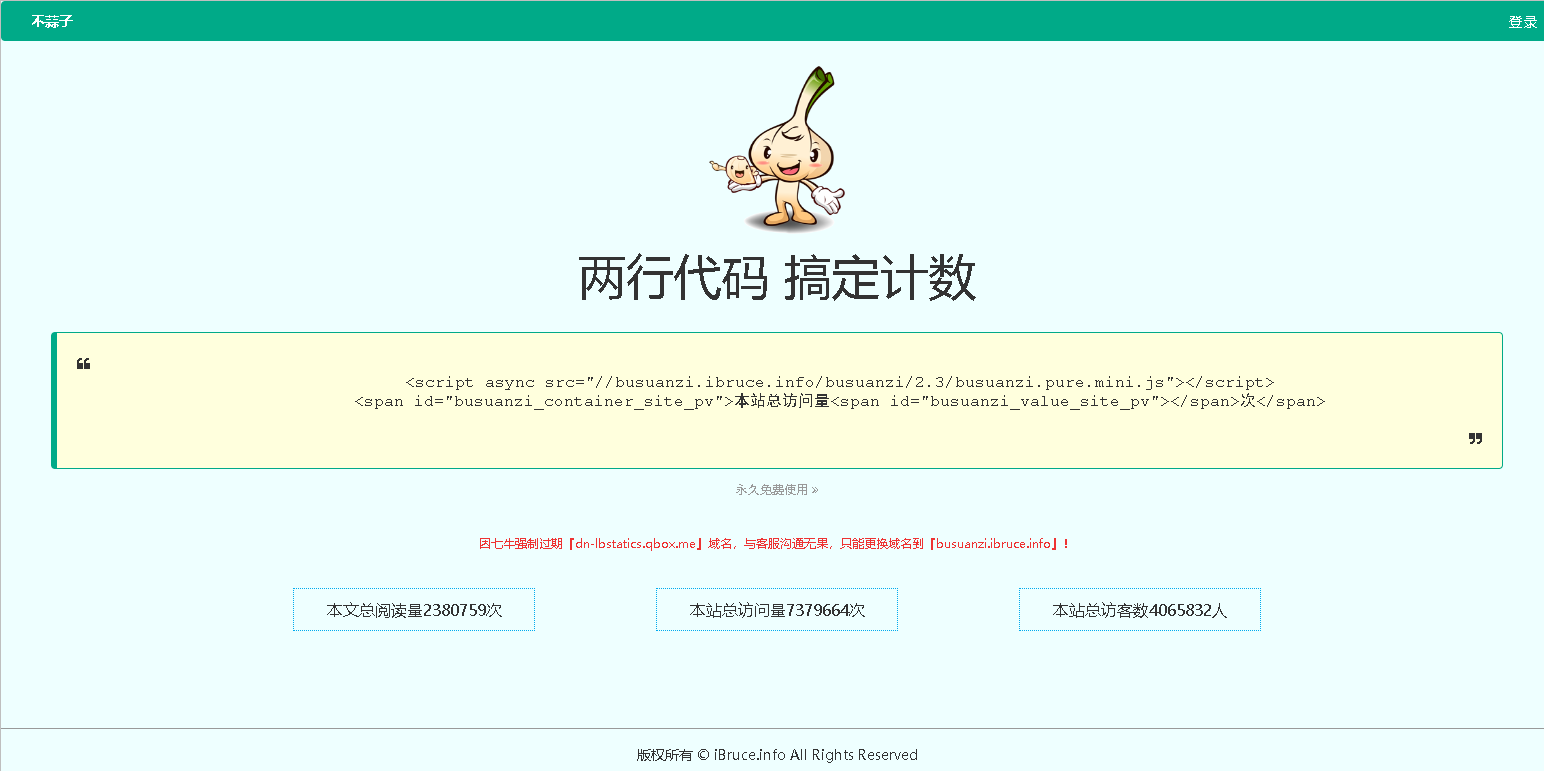 不蒜子
登录
两行代码 搞定计数
❝
<script async src="//busuanzi.ibruce.info/busuanzi/2.3/busuanzi.pure.mini.js"></script>
<span id="busuanzi_container_site_pv">本站总访问量<span id="busuanzi_value_site_pv"></span>次</span>
❞
永久免费使用 »
因七牛强制过期『dn-lbstatics.qbox.me』域名，与客服沟通无果，只能更换域名到『busuanzi.ibruce.info』！
本文总阅读量2380759次
本站总访问量7379664次
本站总访客数4065832人
版权所有 © iBruce.info All Rights Reserved